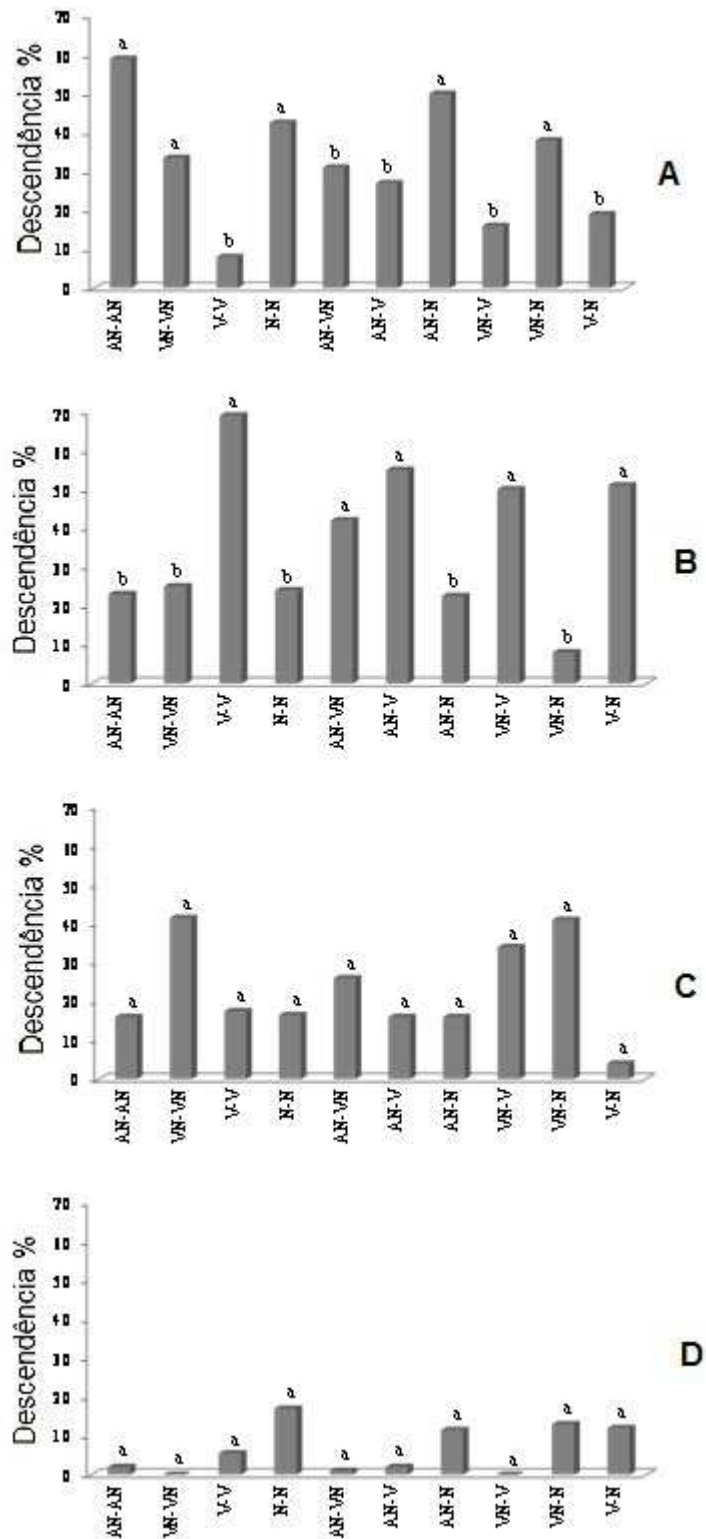 70
60
50
40
30
20
10
0
Descendência %
a a b a b b a b a b
AN-AN VN-VN V-V N-N AN-VN AN-V AN-N VN-V VN-N V-N
A
70
60
50
40
30
20
10
0
Descendência %
b b a b a a b a b a
AN-AN VN-VN V-V N-N AN-VN AN-V AN-N VN-V VN-N V-N
B
70
60
50
40
30
20
10
0
Descendência %
a a a a a a a a a a
AN-AN VN-VN V-V N-N AN-VN AN-V AN-N VN-V VN-N V-N
C
70
60
50
40
30
20
10
0
Descendência %
a a a a a a a a a a
AN-AN VN-VN V-V N-N AN-VN AN-V AN-N VN-V VN-N V-N
D